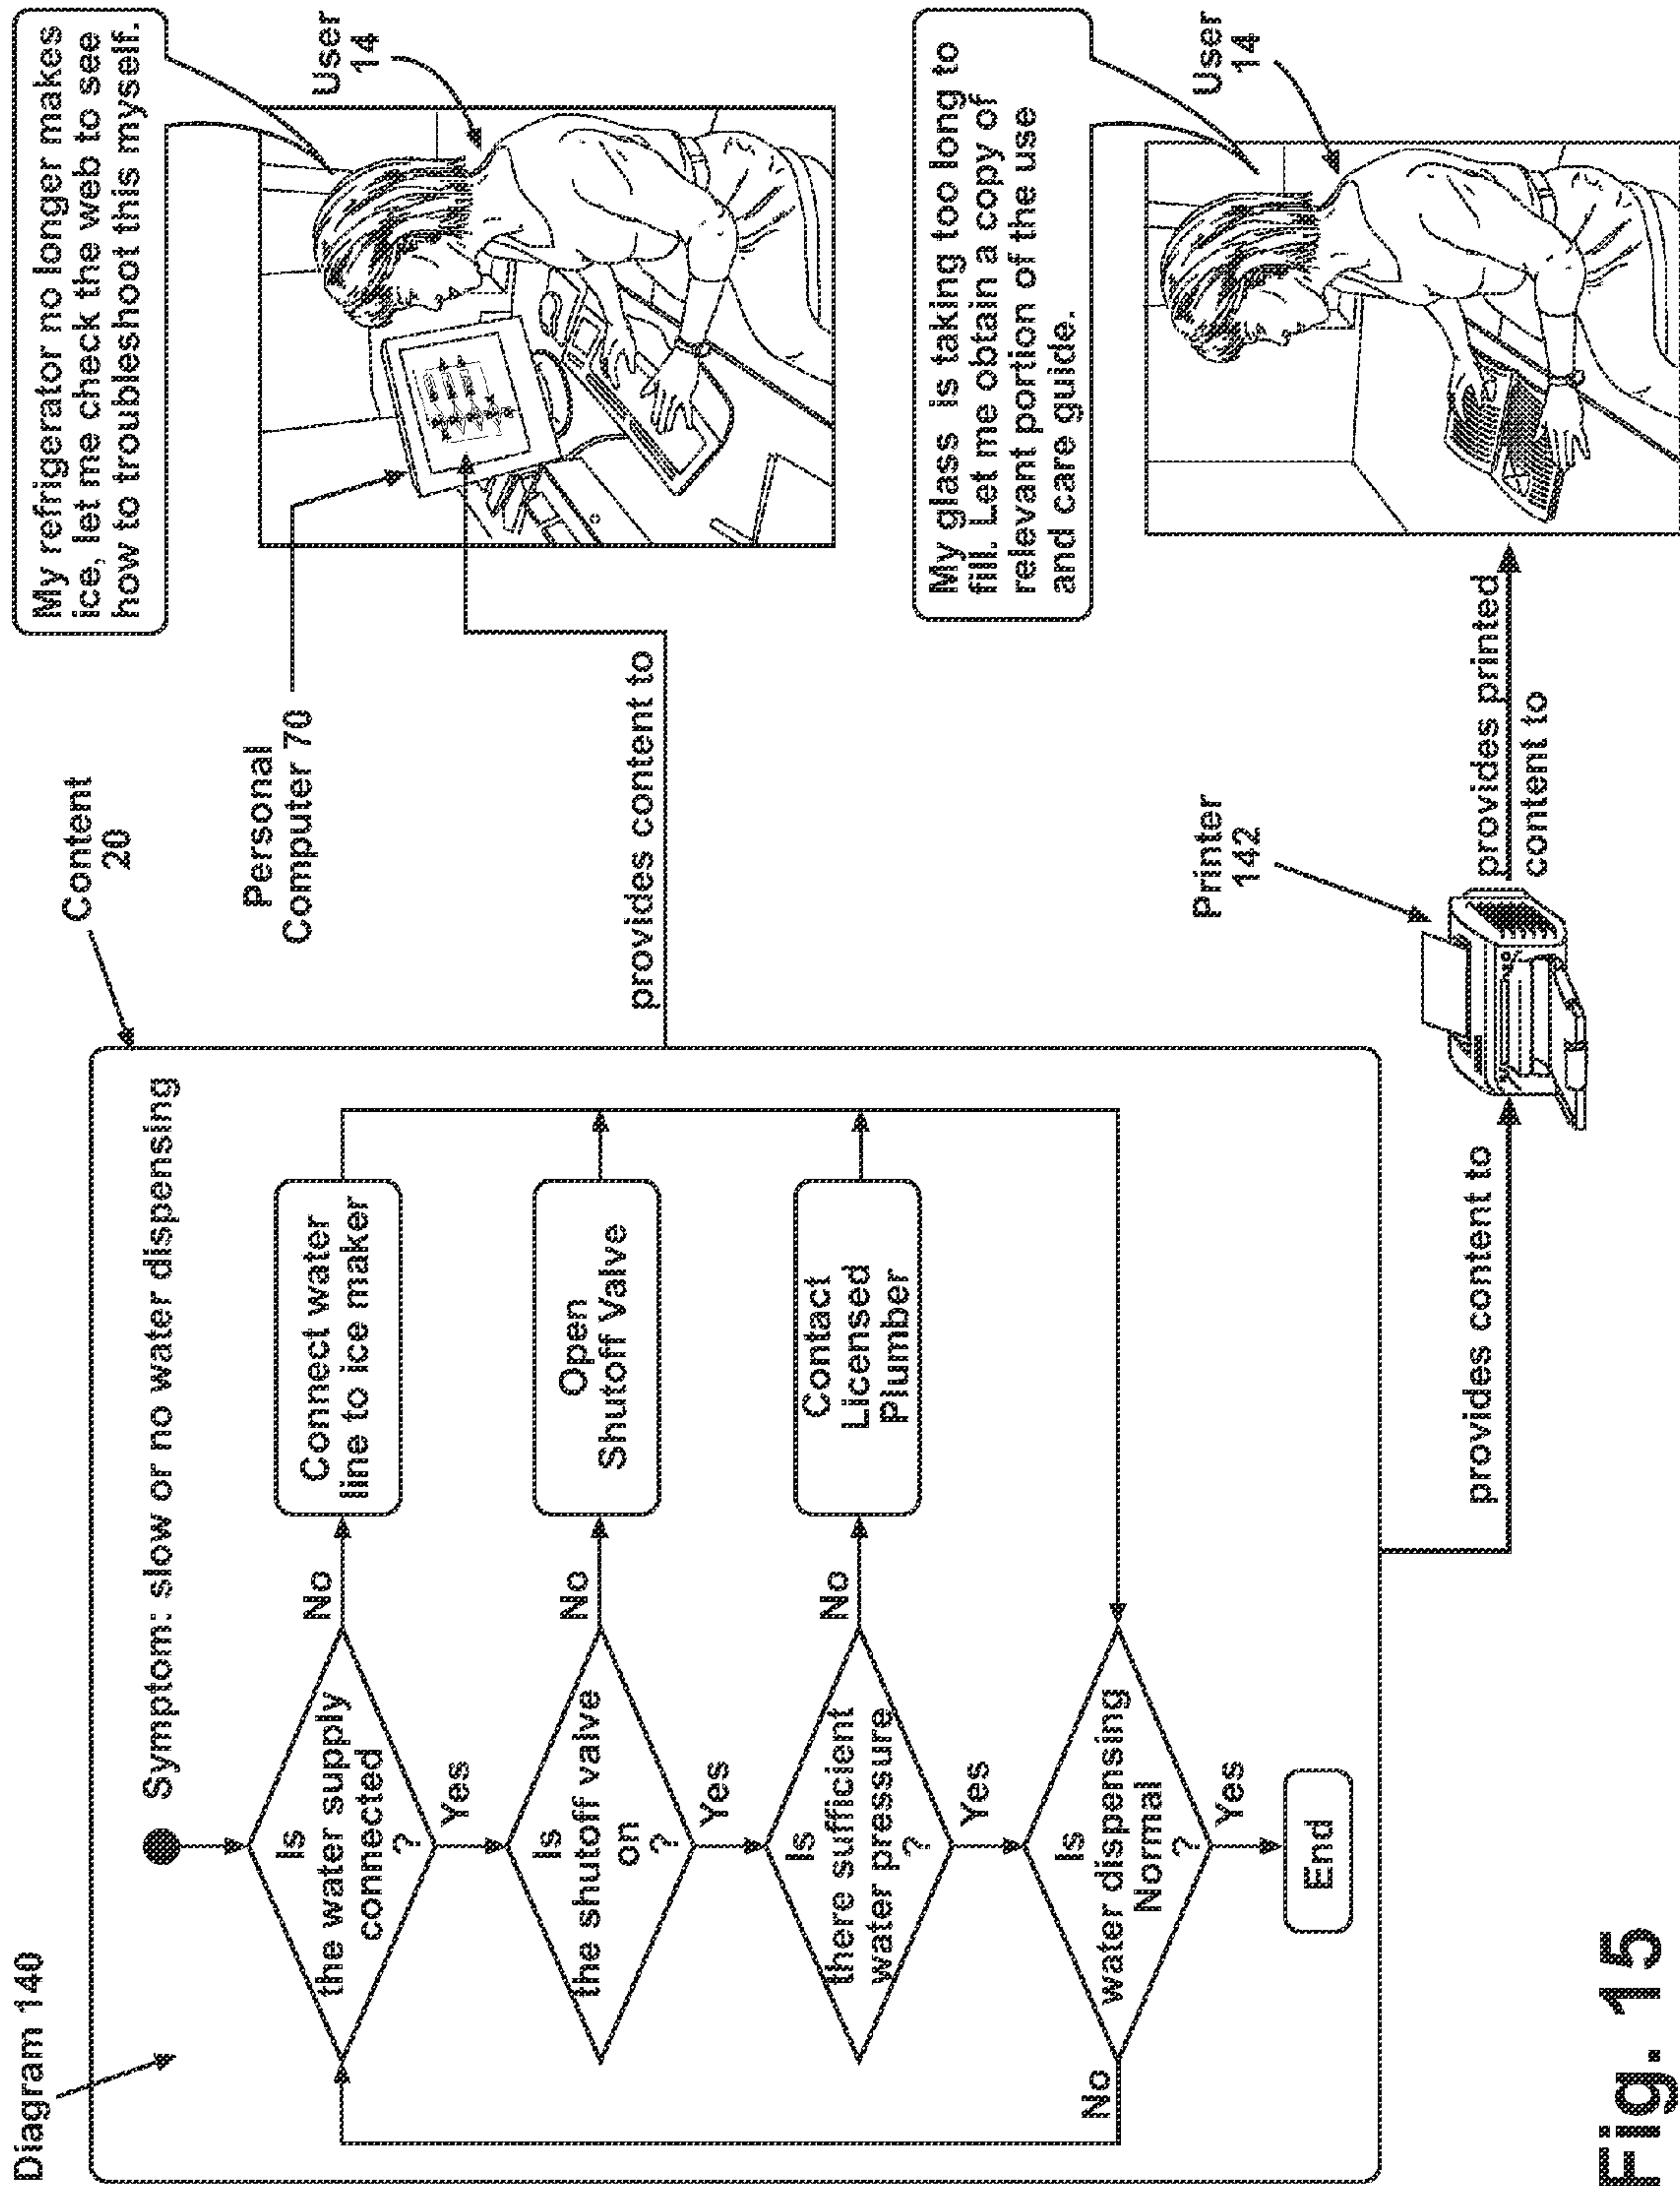 Diagram 140
Content
20
Symptom: slow or no water dispensing
Is
the water supply
connected
?
No
Connect water
line to ice maker
Yes
Is
the shutoff valve
on
?
No
Open
Shutoff Valve
Yes
Is
there sufficient
water pressure
?
No
Contact
Licensed
Plumber
Yes
Is
water dispensing
Normal
?
No
Yes
End
provides content to
Personal
Computer 70
My refrigerator no longer makes
ice, let me check the web to see
how to troubleshoot this myself.
User
14
provides content to
Printer
142
provides printed
content to
My glass is taking too long to
fill. Let me obtain a copy of
relevant portion of the use
and care guide.
User
14
Fig. 15